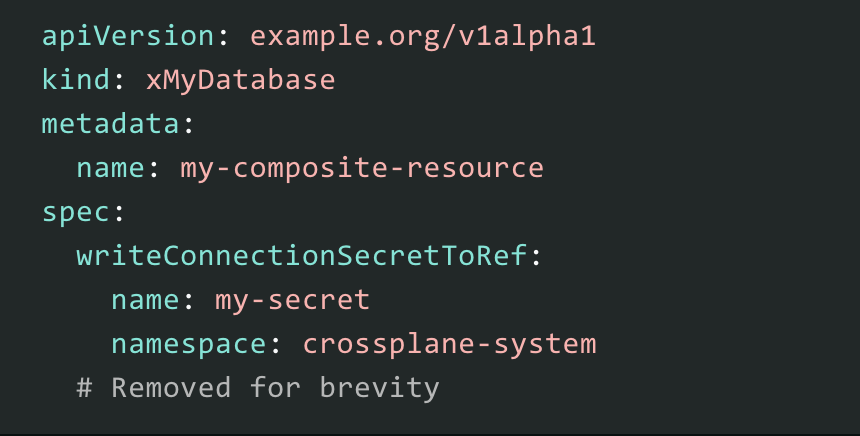 apiVersion: example.org/v1alpha1
kind: xMyDatabase
metadata:
  name: my-composite-resource
spec:
  writeConnectionSecretToRef:
    name: my-secret
    namespace: crossplane-system
  # Removed for brevity